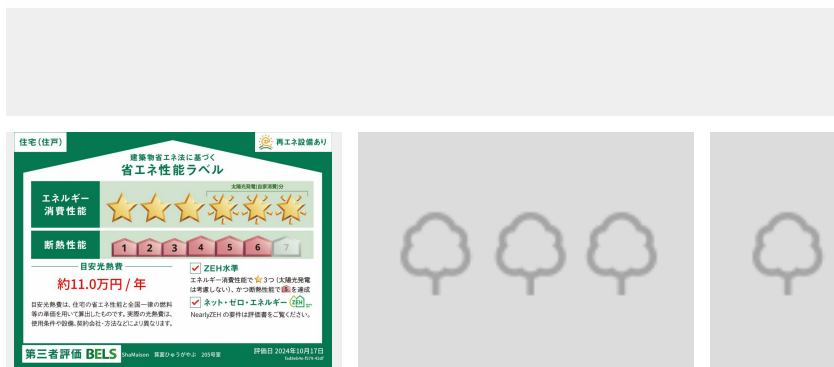 住宅(住戸)
再エネ設備あり
建築物省エネ法に基づく
省エネ性能ラベル
太陽光発電(自家消費)分
エネルギー
消費性能
断熱性能
1 2 3 4 5 6 7
目安光熱費
約11.0万円 / 年
目安光熱費は、住宅の省エネ性能と全国一律の燃料
等の単価を用いて算出したものです。実際の光熱費は、
使用条件や設備、契約会社・方法などにより異なります。
ZEH水準
エネルギー消費性能で 3つ (太陽光発電
は考慮しない)、かつ断熱性能で 5 を達成
ネット・ゼロ・エネルギー ZEH
NearlyZEH の要件は評価書をご覧ください。
第三者評価 BELS
ShaMaison 箕面ひゅうがやぶ 205号室
評価日 2024年10月17日